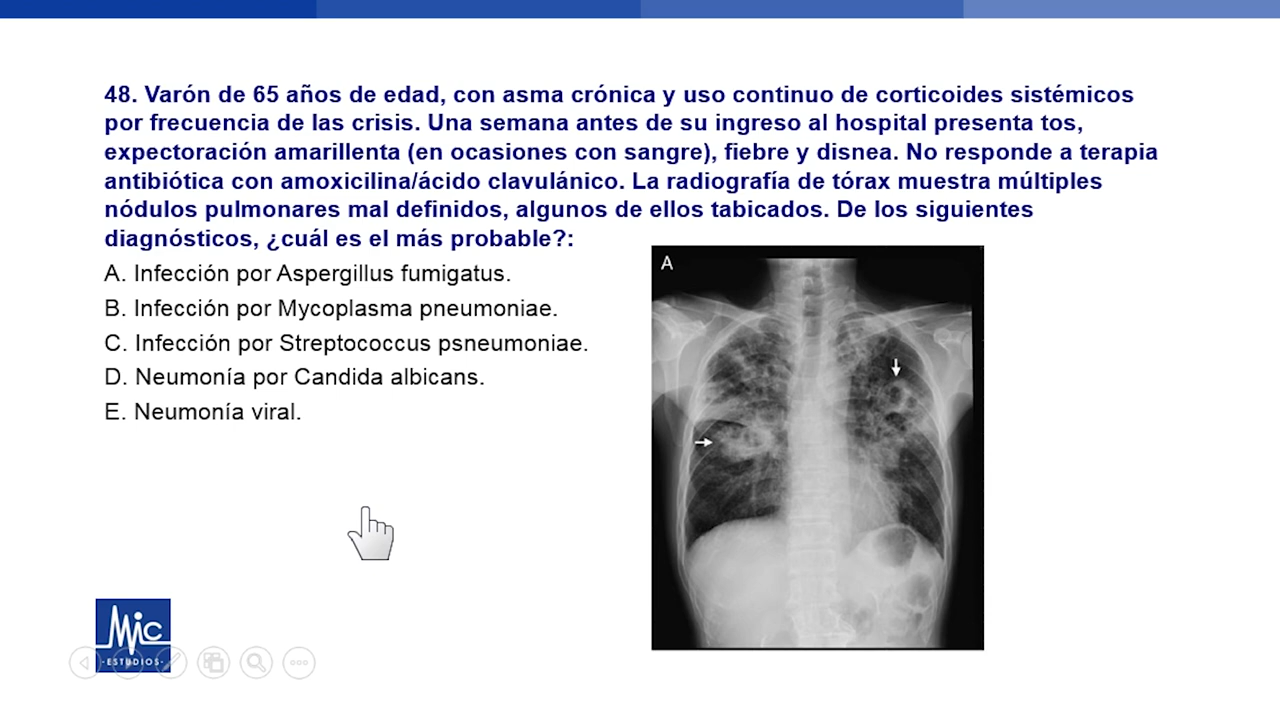 48. Varón de 65 años de edad, con asma crónica y uso continuo de corticoides sistémicos
por frecuencia de las crisis. Una semana antes de su ingreso al hospital presenta tos,
expectoración amarillenta (en ocasiones con sangre), fiebre y disnea. No responde a terapia
antibiótica con amoxicilina/ácido clavulánico. La radiografía de tórax muestra múltiples
nódulos pulmonares mal definidos, algunos de ellos tabicados. De los siguientes
diagnósticos, ¿cuál es el más probable?:
A. Infección por Aspergillus fumigatus.
B. Infección por Mycoplasma pneumoniae.
C. Infección por Streptococcus psneumoniae.
D. Neumonía por Candida albicans.
E. Neumonía viral.
A
Mic
-ESTUDIOS-